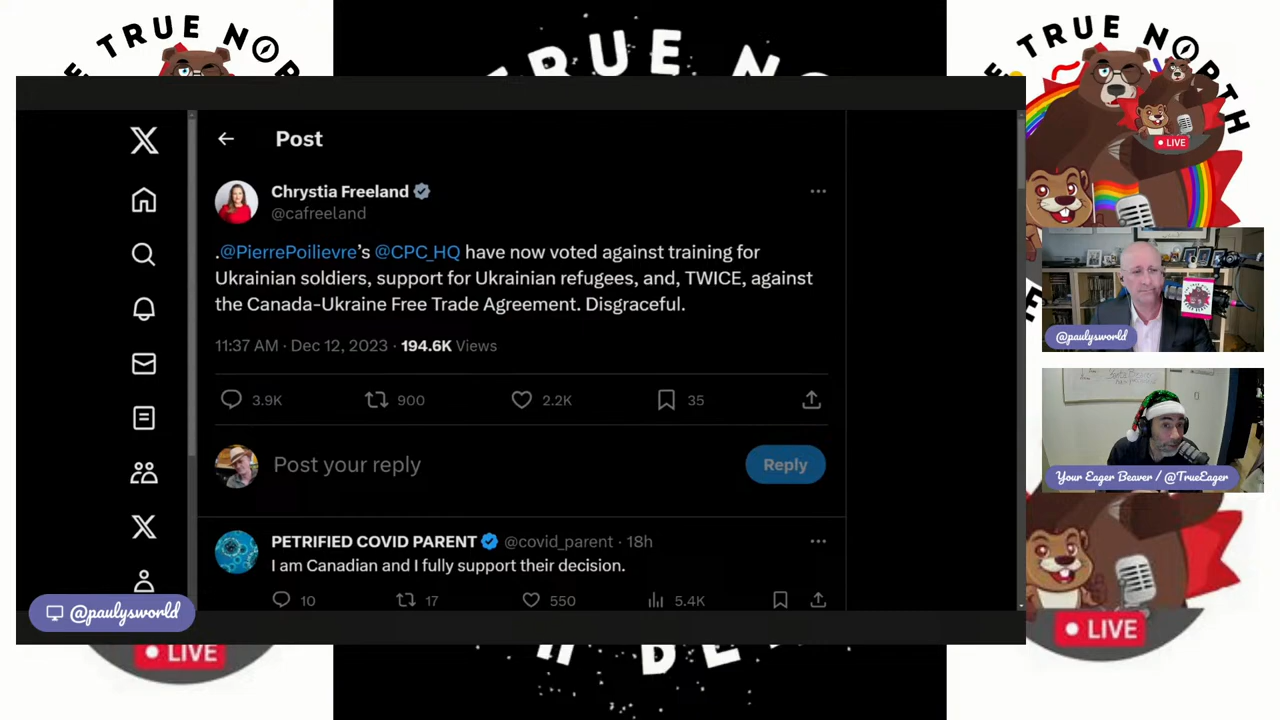 TRUE NO
Post
Chrystia Freeland
@cafreeland
.@PierrePoilievre's @CPC_HQ have now voted against training for
Ukrainian soldiers, support for Ukrainian refugees, and, TWICE, against
the Canada-Ukraine Free Trade Agreement. Disgraceful.
11:37 AM · Dec 12, 2023 · 194.6K Views
3.9K
900
2.2K
35
Post your reply
Reply
PETRIFIED COVID PARENT @covid_parent · 18h
I am Canadian and I fully support their decision.
10
17
550
5.4K
@paulysworld
LIVE
TRUE NORTH
LIVE
@paulysworld
Your Eager Beaver / @TrueEager
LIVE